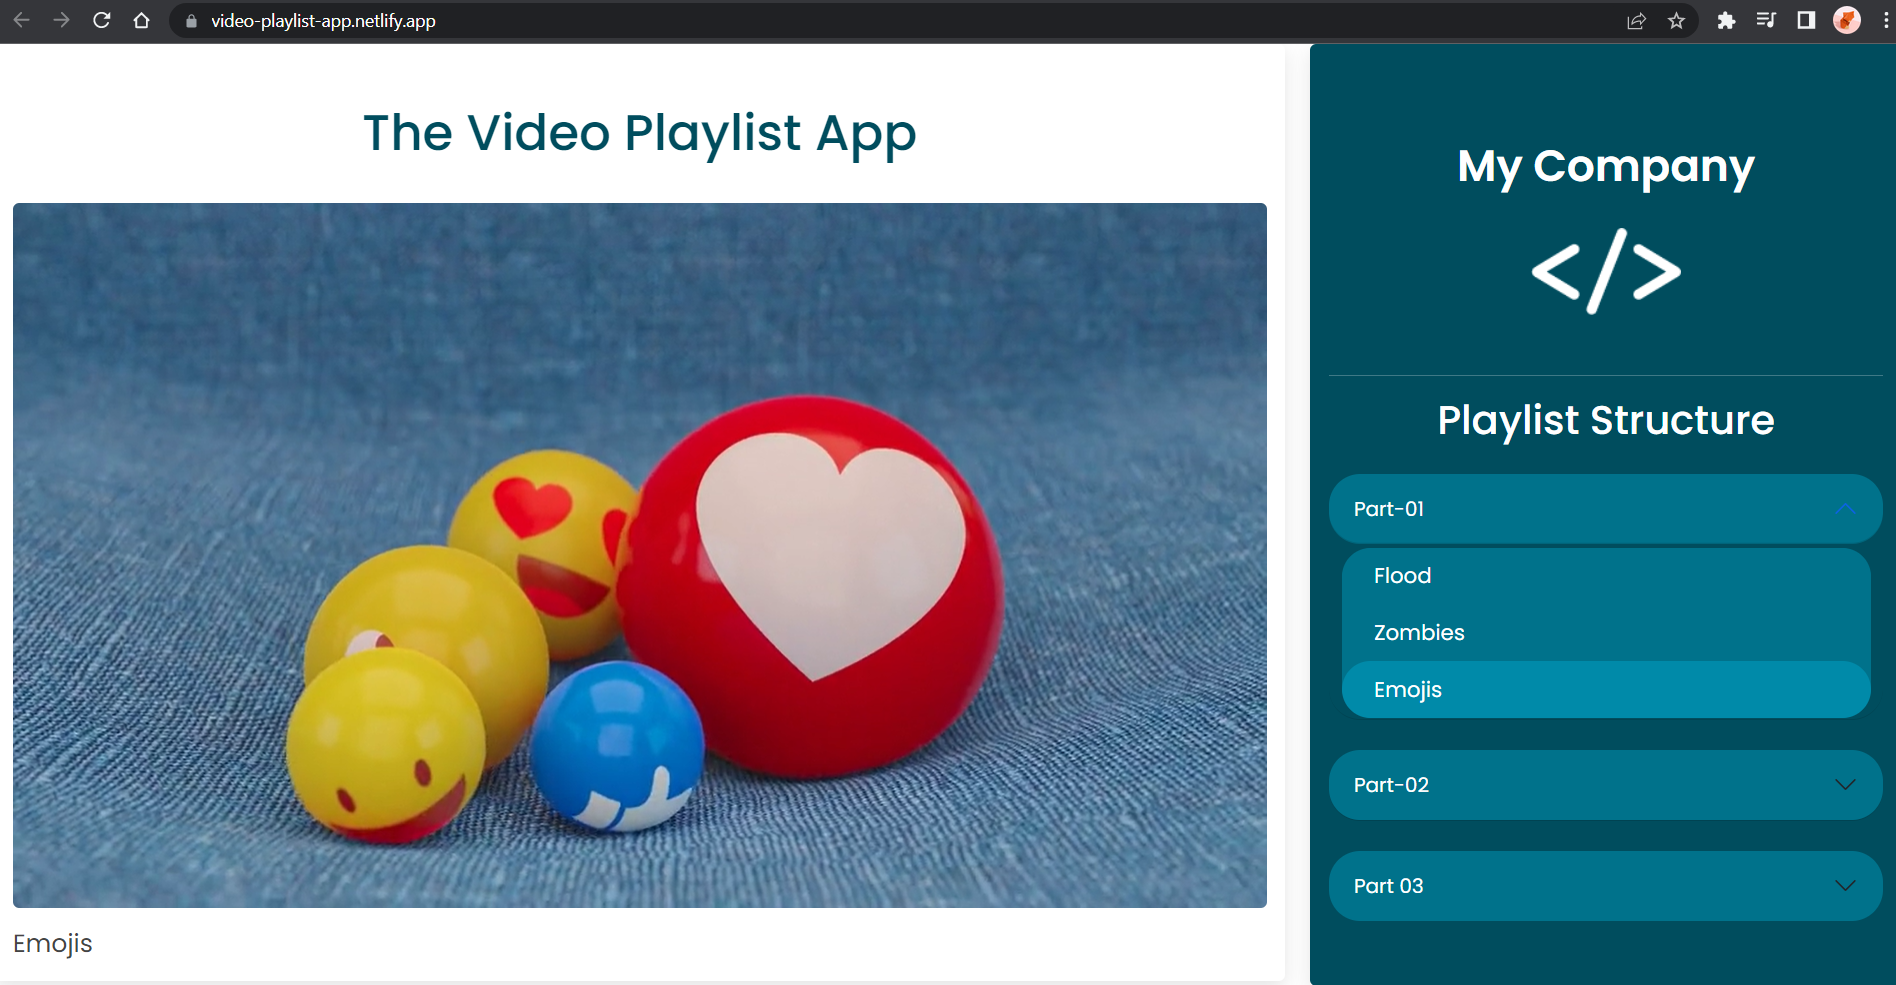 video-playlist-app.netlify.app
The Video Playlist App
Emojis
My Company
</>
Playlist Structure
Part-01
Flood
Zombies
Emojis
Part-02
Part 03